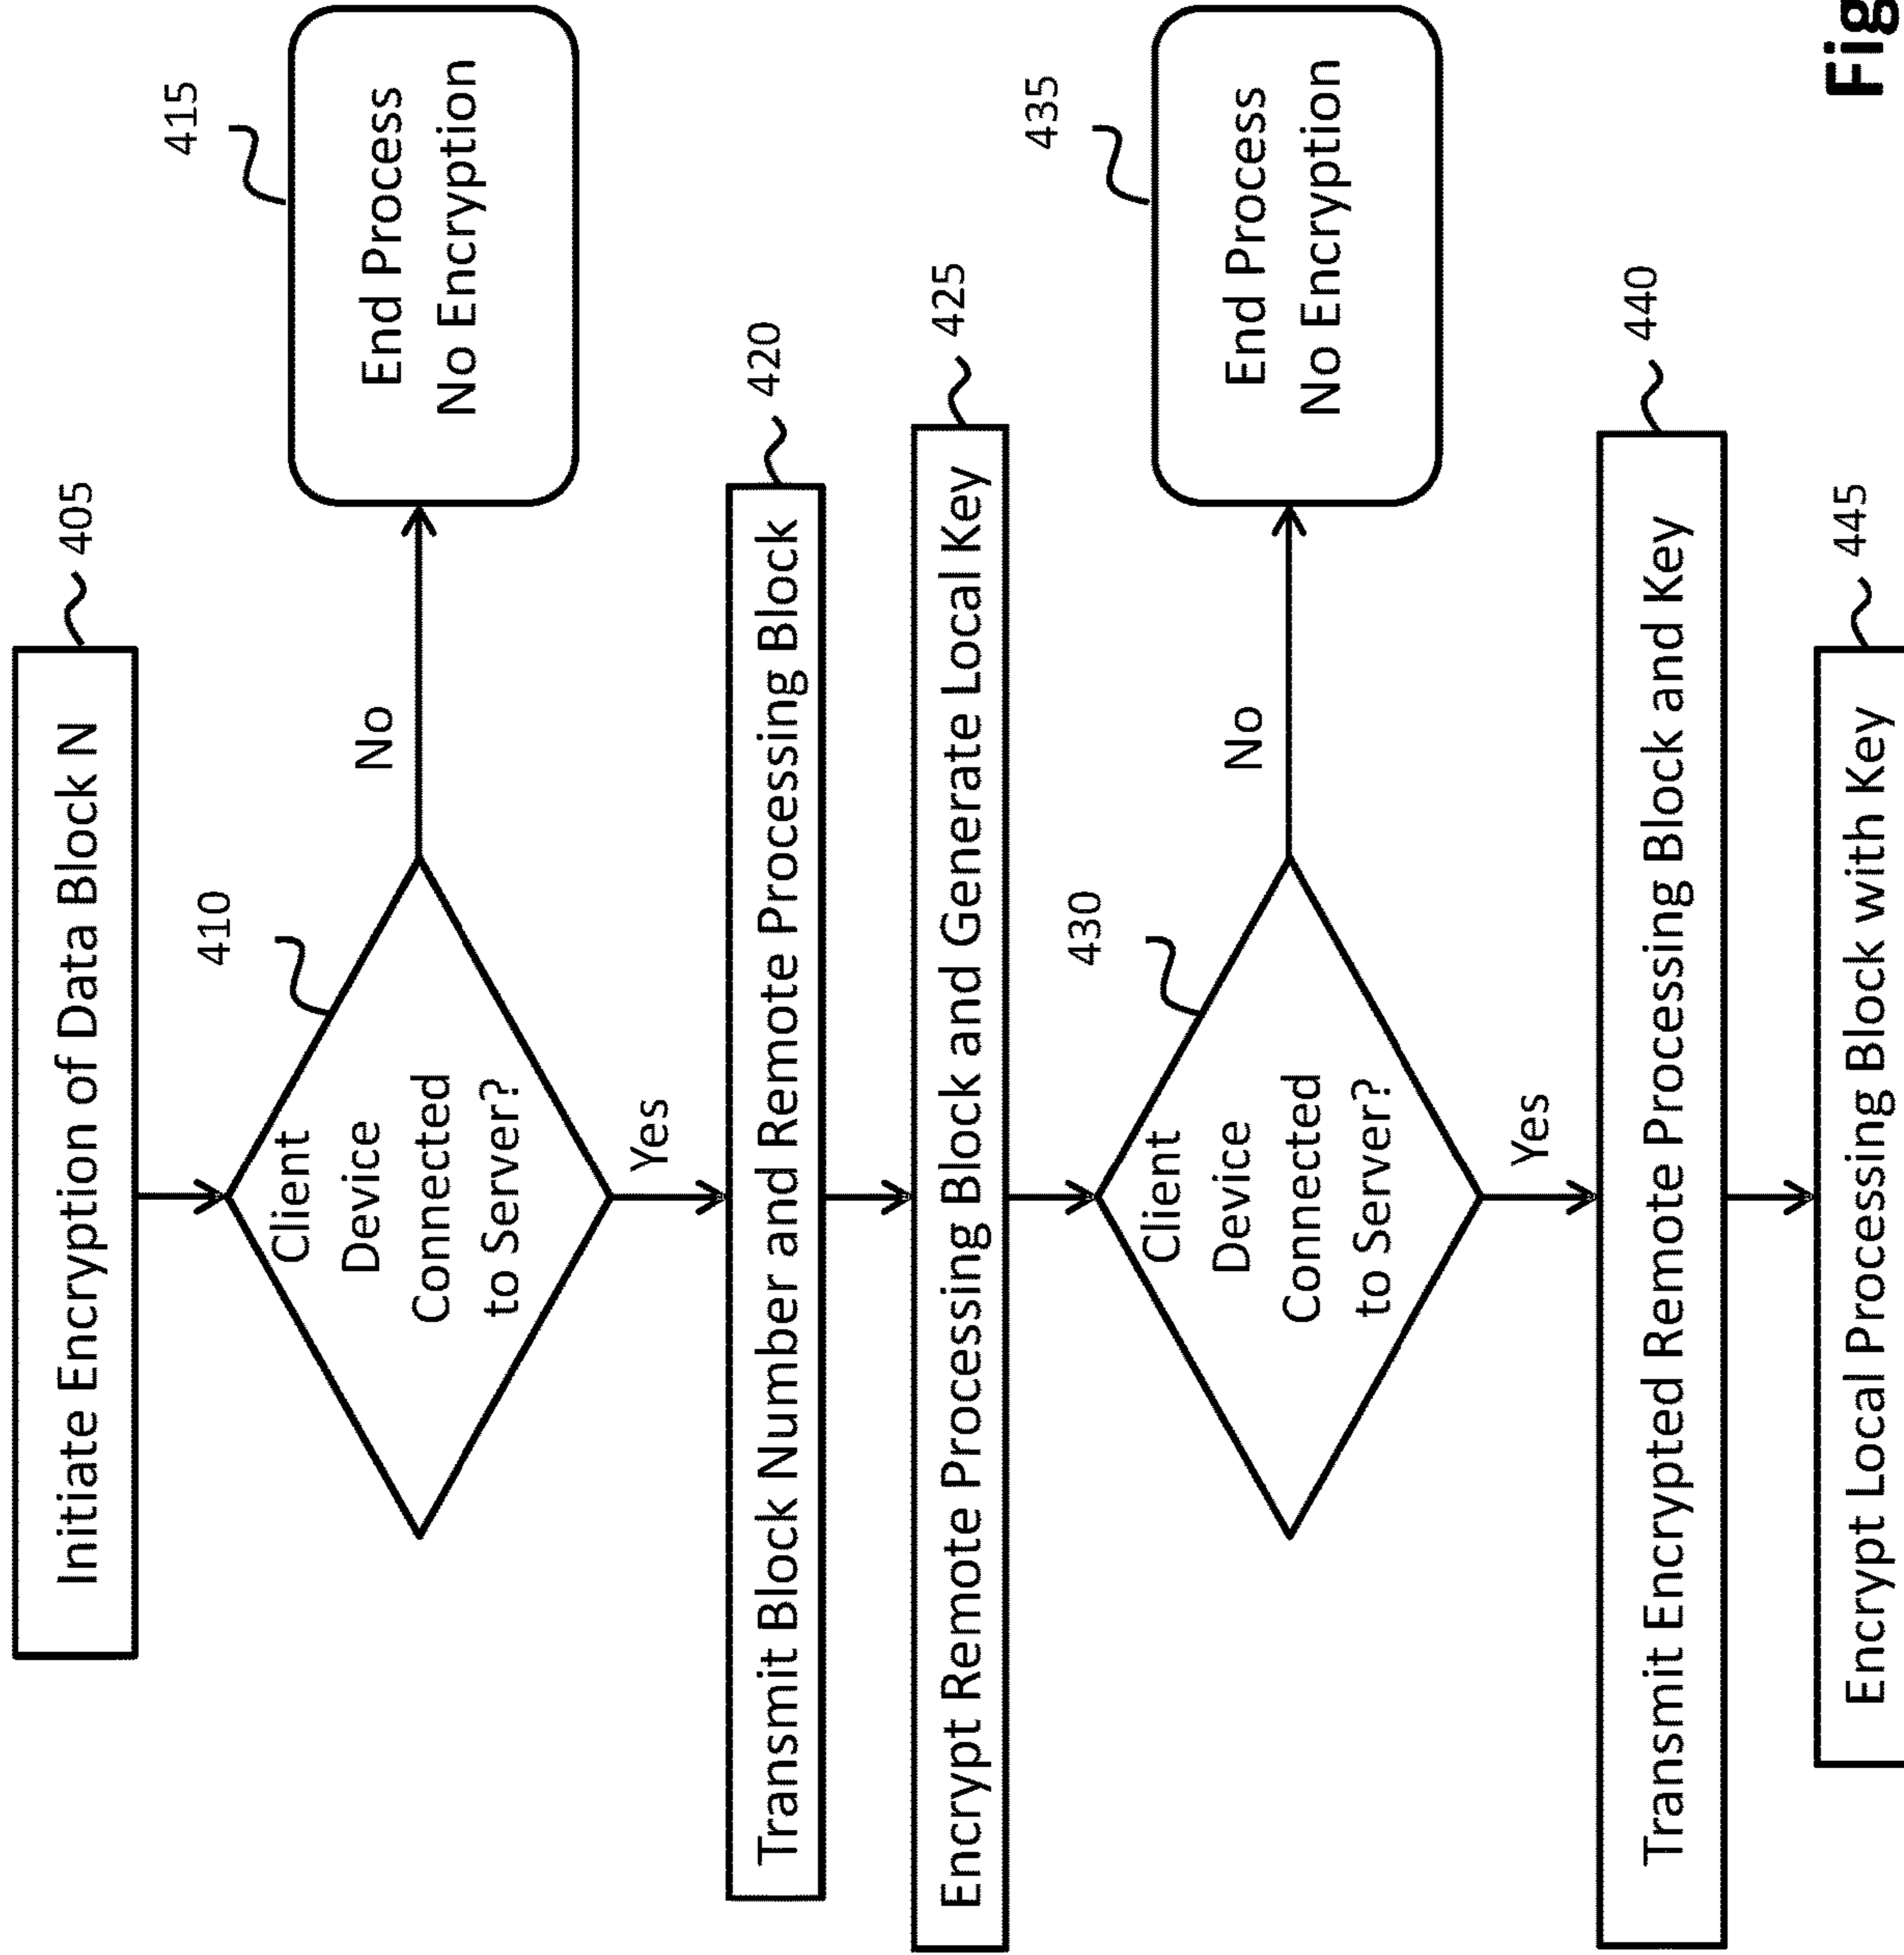 Initiate Encryption of Data Block N
405
410
Client
Device
Connected
to Server?
No
415
End Process
No Encryption
Yes
Transmit Block Number and Remote Processing Block
420
Encrypt Remote Processing Block and Generate Local Key
425
430
Client
Device
Connected
to Server?
No
435
End Process
No Encryption
Yes
Transmit Encrypted Remote Processing Block and Key
440
Encrypt Local Processing Block with Key
445
Fig